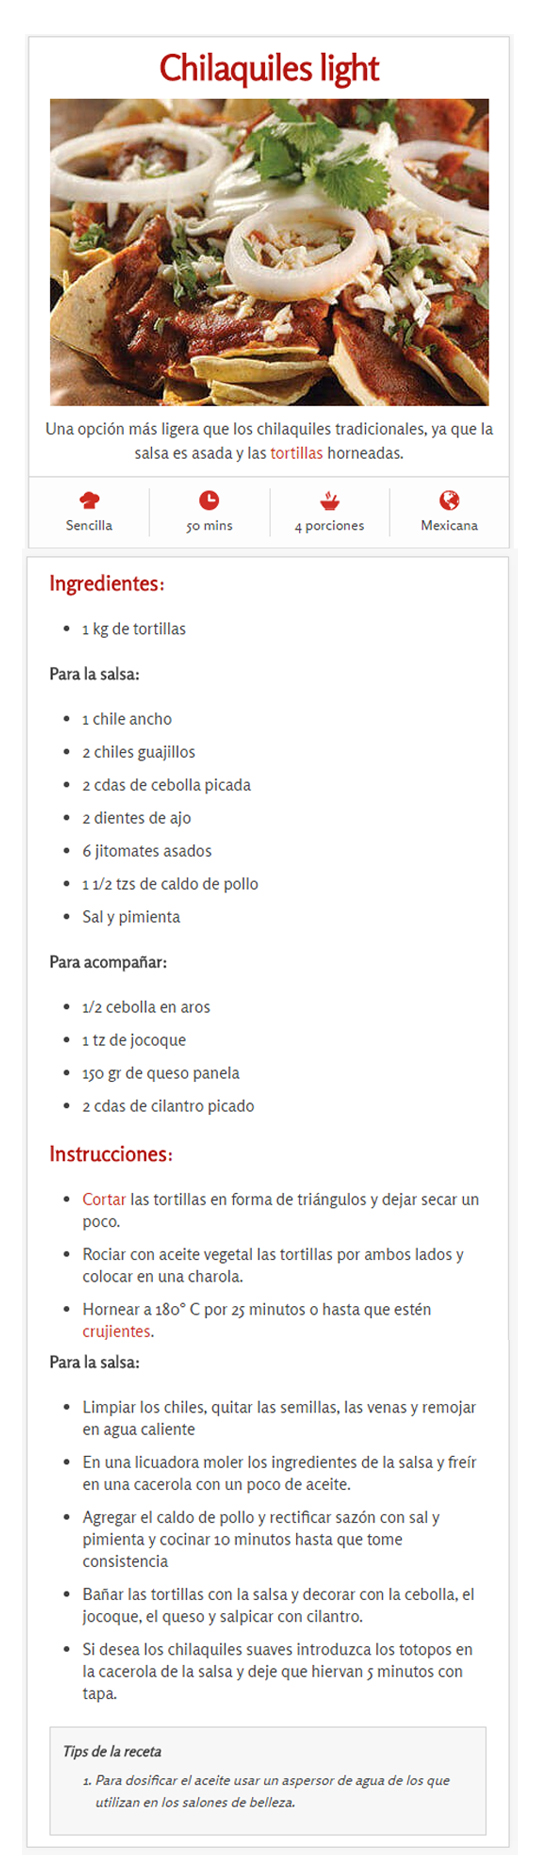 Chilaquiles light
Una opción más ligera que los chilaquiles tradicionales, ya que la
salsa es asada y las tortillas horneadas.
Sencilla
50 mins
4 porciones
Mexicana
Ingredientes:
• 1 kg de tortillas
Para la salsa:
• 1 chile ancho
• 2 chiles guajillos
• 2 cdas de cebolla picada
• 2 dientes de ajo
• 6 jitomates asados
• 1 1/2 tzs de caldo de pollo
• Sal y pimienta
Para acompañar:
• 1/2 cebolla en aros
• 1 tz de jocoque
• 150 gr de queso panela
• 2 cdas de cilantro picado
Instrucciones:
• Cortar las tortillas en forma de triángulos y dejar secar un
poco.
• Rociar con aceite vegetal las tortillas por ambos lados y
colocar en una charola.
• Hornear a 180° C por 25 minutos o hasta que estén
crujientes.
Para la salsa:
• Limpiar los chiles, quitar las semillas, las venas y remojar
en agua caliente
• En una licuadora moler los ingredientes de la salsa y freír
en una cacerola con un poco de aceite.
• Agregar el caldo de pollo y rectificar sazón con sal y
pimienta y cocinar 10 minutos hasta que tome
consistencia
• Bañar las tortillas con la salsa y decorar con la cebolla, el
jocoque, el queso y salpicar con cilantro.
• Si desea los chilaquiles suaves introduzca los totopos en
la cacerola de la salsa y deje que hiervan 5 minutos con
tapa.
Tips de la receta
1. Para dosificar el aceite usar un aspersor de agua de los que
utilizan en los salones de belleza.